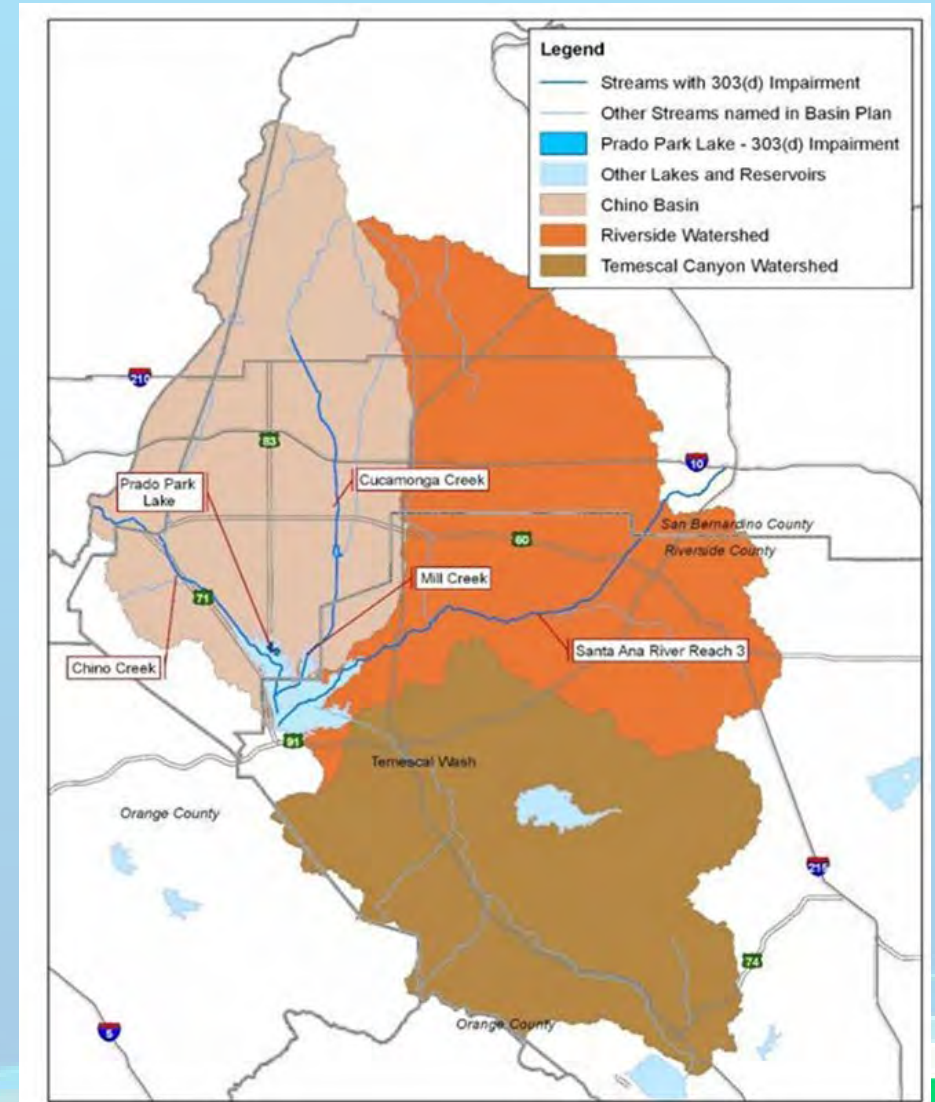 Legend
Streams with 303(d) Impairment
Other Streams named in Basin Plan
Prado Park Lake - 303(d) Impairment
Other Lakes and Reservoirs
Chino Basin
Riverside Watershed
Temescal Canyon Watershed
210
83
10
Prado Park
Lake
Cucamonga Creek
San Bernardino County
60
Riverside County
Mill Creek
71
Santa Ana River Reach 3
Chino Creek
91
Temescal Wash
Orange County
215
74
Orange County
5